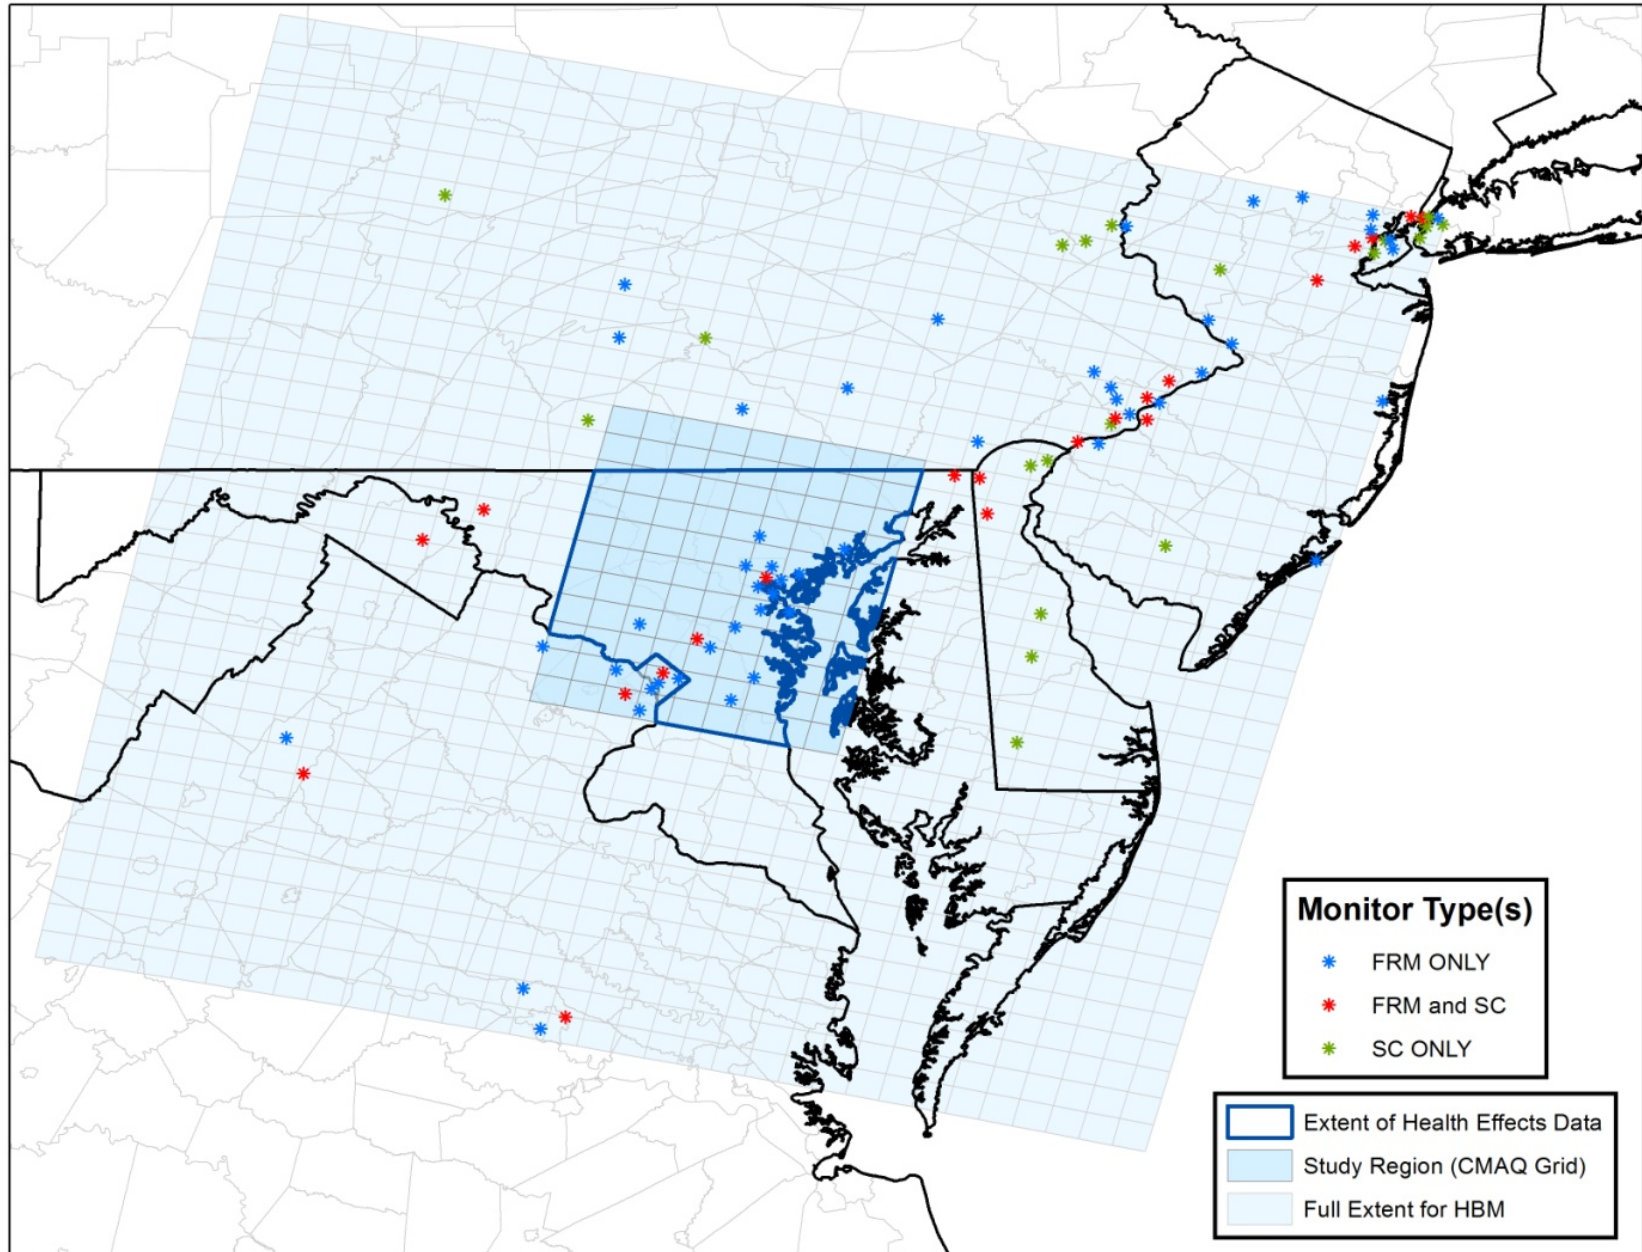 Monitor Type(s)
FRM ONLY
FRM and SC
SC ONLY
Extent of Health Effects Data
Study Region (CMAQ Grid)
Full Extent for HBM